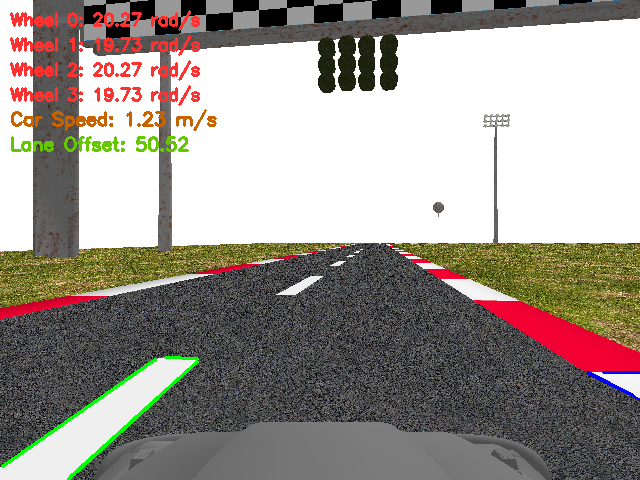 Wheel 0: 20.27 rad/s
Wheel 1: 19.73 rad/s
Wheel 2: 20.27 rad/s
Wheel 3: 19.73 rad/s
Car Speed: 1.23 m/s
Lane Offset: 50.52